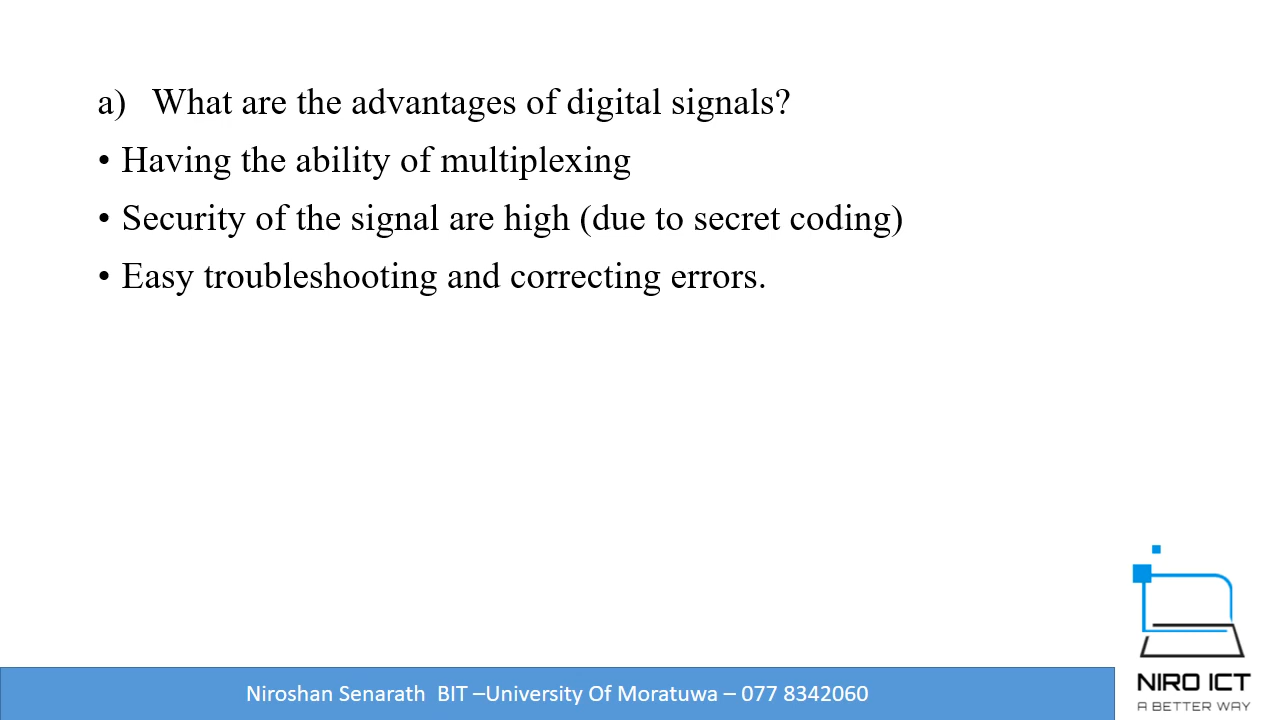 a) What are the advantages of digital signals?
• Having the ability of multiplexing
• Security of the signal are high (due to secret coding)
• Easy troubleshooting and correcting errors.
Niroshan Senarath BIT –University Of Moratuwa – 077 8342060
NIRO ICT
A BETTER WAY